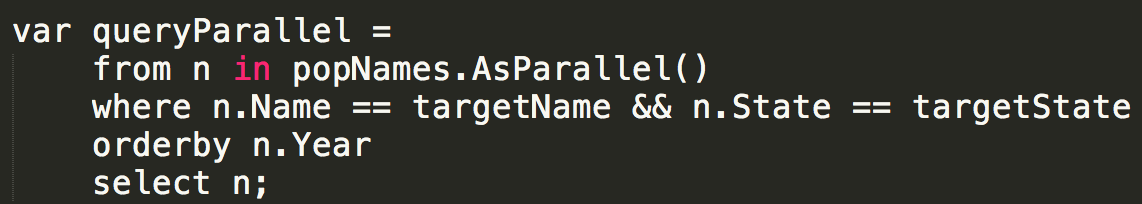 var queryParallel =
    from n in popNames.AsParallel()
    where n.Name == targetName && n.State == targetState
    orderby n.Year
    select n;